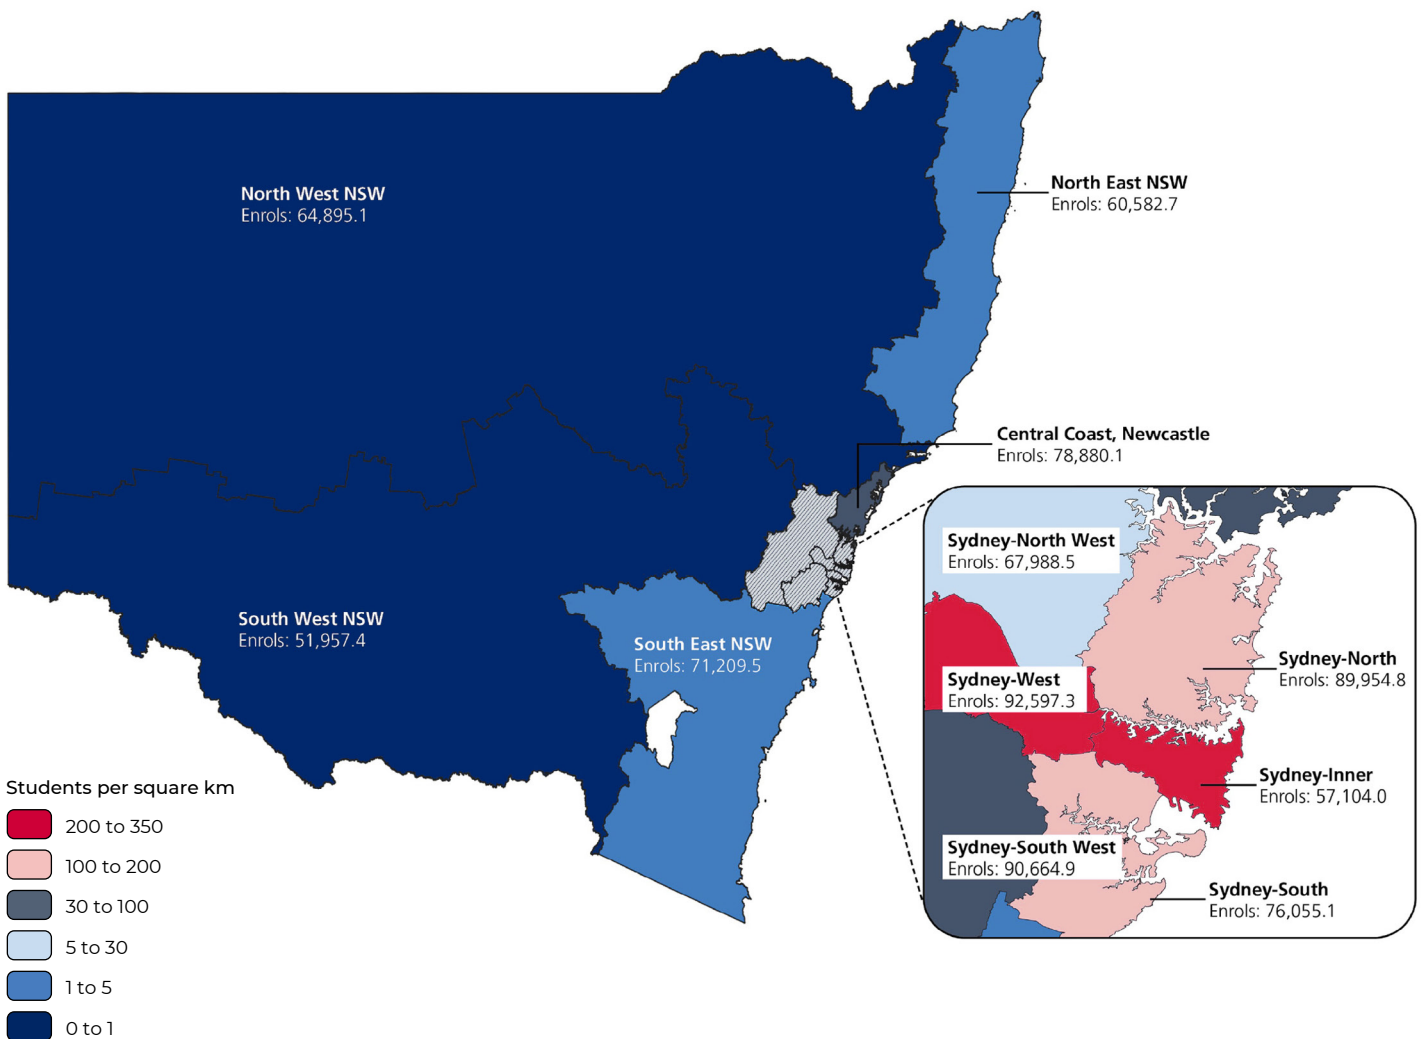 North West NSW
Enrols: 64,895.1
North East NSW
Enrols: 60,582.7
Central Coast, Newcastle
Enrols: 78,880.1
South West NSW
Enrols: 51,957.4
South East NSW
Enrols: 71,209.5
Sydney-North West
Enrols: 67,988.5
Sydney-North
Enrols: 89,954.8
Sydney-West
Enrols: 92,597.3
Sydney-Inner
Enrols: 57,104.0
Sydney-South West
Enrols: 90,664.9
Sydney-South
Enrols: 76,055.1
Students per square km
200 to 350
100 to 200
30 to 100
5 to 30
1 to 5
0 to 1